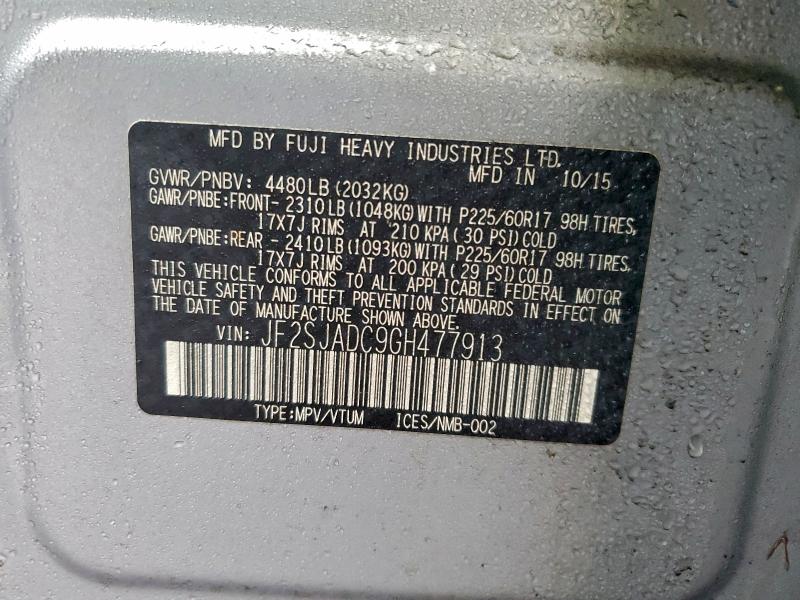 MFD BY FUJI HEAVY INDUSTRIES LTD.
MFD IN 10/15
GVWR/PNBV: 4480LB(2032KG)
GAWR/PNBE:FRONT- 2310LB(1048KG)WITH P225/60R17 98H TIRES,
17X7J RIMS AT 210 KPA(30 PSI)COLD
GAWR/PNBE:REAR - 2410LB(1093KG)WITH P225/60R17 98H TIRES,
17X7J RIMS AT 200 KPA(29 PSI)COLD
THIS VEHICLE CONFORMS TO ALL APPLICABLE FEDERAL MOTOR
VEHICLE SAFETY AND THEFT PREVENTION STANDARDS IN EFFECT ON
THE DATE OF MANUFACTURE SHOWN ABOVE.
VIN: JF2SJADC9GH477913
TYPE:MPV/VTUM ICES/NMB-002